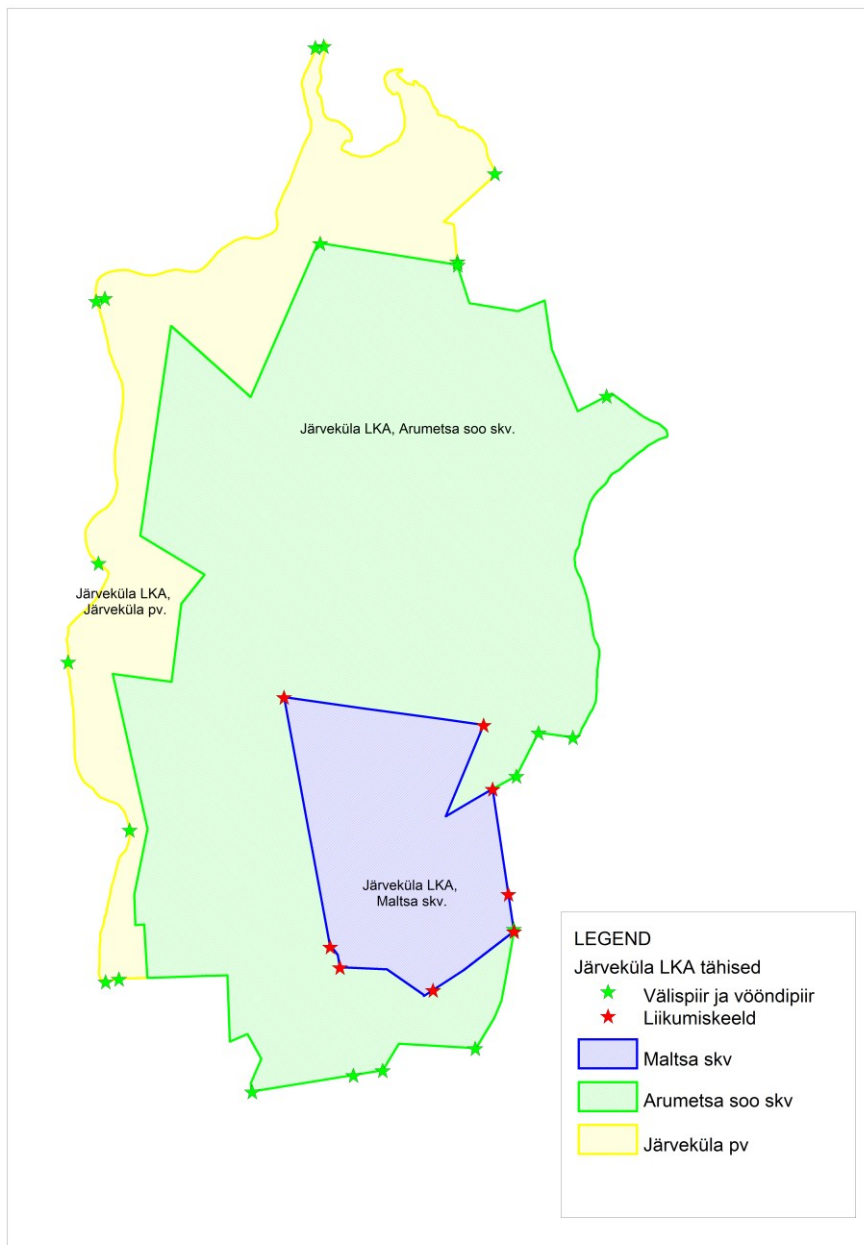 Järveküla LKA, Arumetsa soo skv.
Järveküla LKA,
Järveküla pv.
Järveküla LKA,
Maltsa skv.
LEGEND
Järveküla LKA tähised
Välispiir ja vööndipiir
Liikumiskeeld
Maltsa skv
Arumetsa soo skv
Järveküla pv